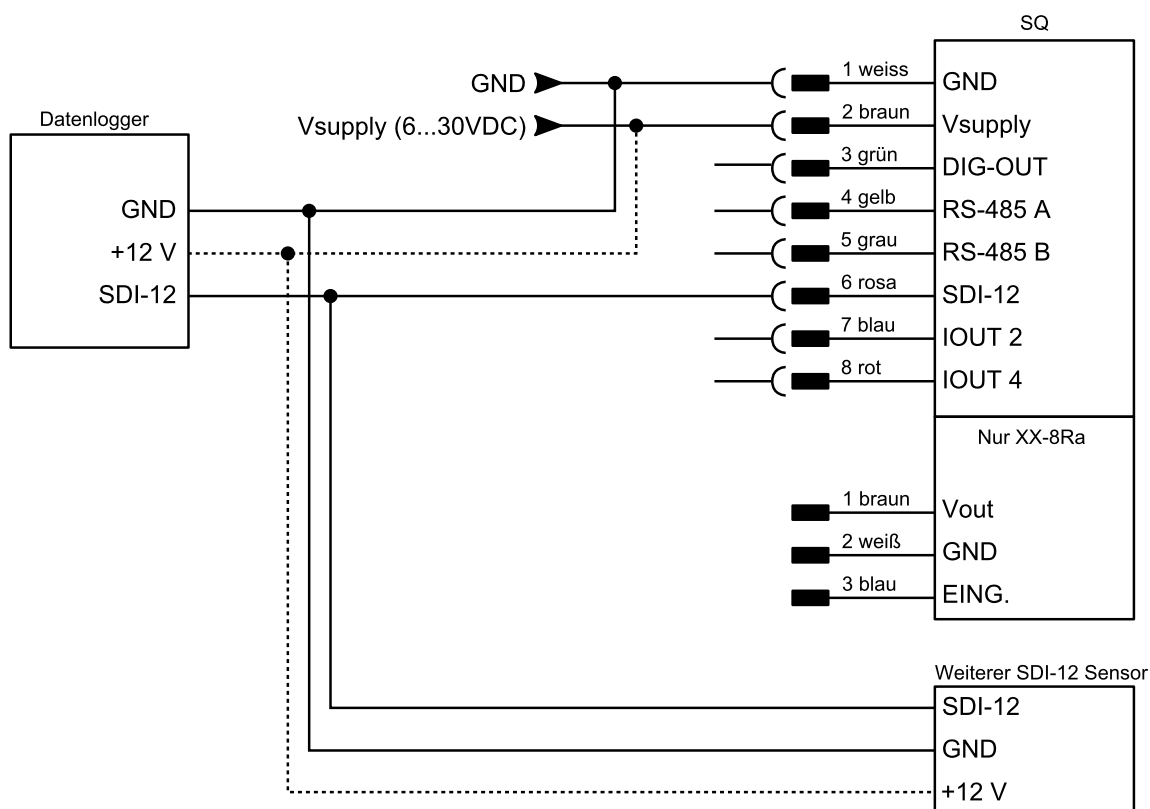 SQ
GND
1 weiss
GND
Datenlogger
Vsupply (6...30VDC)
2 braun
Vsupply
3 grün
DIG-OUT
GND
4 gelb
RS-485 A
+12 V
5 grau
RS-485 B
SDI-12
6 rosa
SDI-12
7 blau
IOUT 2
8 rot
IOUT 4
Nur XX-8Ra
1 braun
Vout
2 weiß
GND
3 blau
EING.
Weiterer SDI-12 Sensor
SDI-12
GND
+12 V